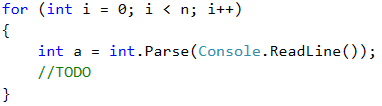 for (int i = 0; i < n; i++)
{
    int a = int.Parse(Console.ReadLine());
    //TODO
}